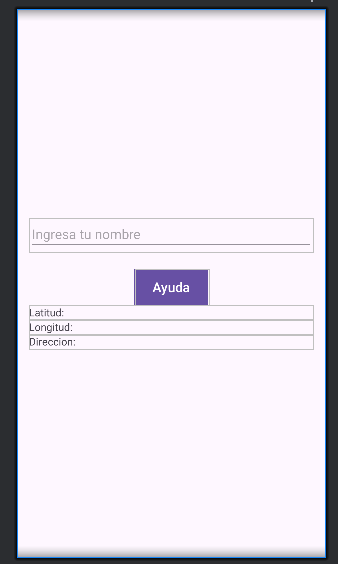 Ingresa tu nombre
Ayuda
Latitud:
Longitud:
Direccion: